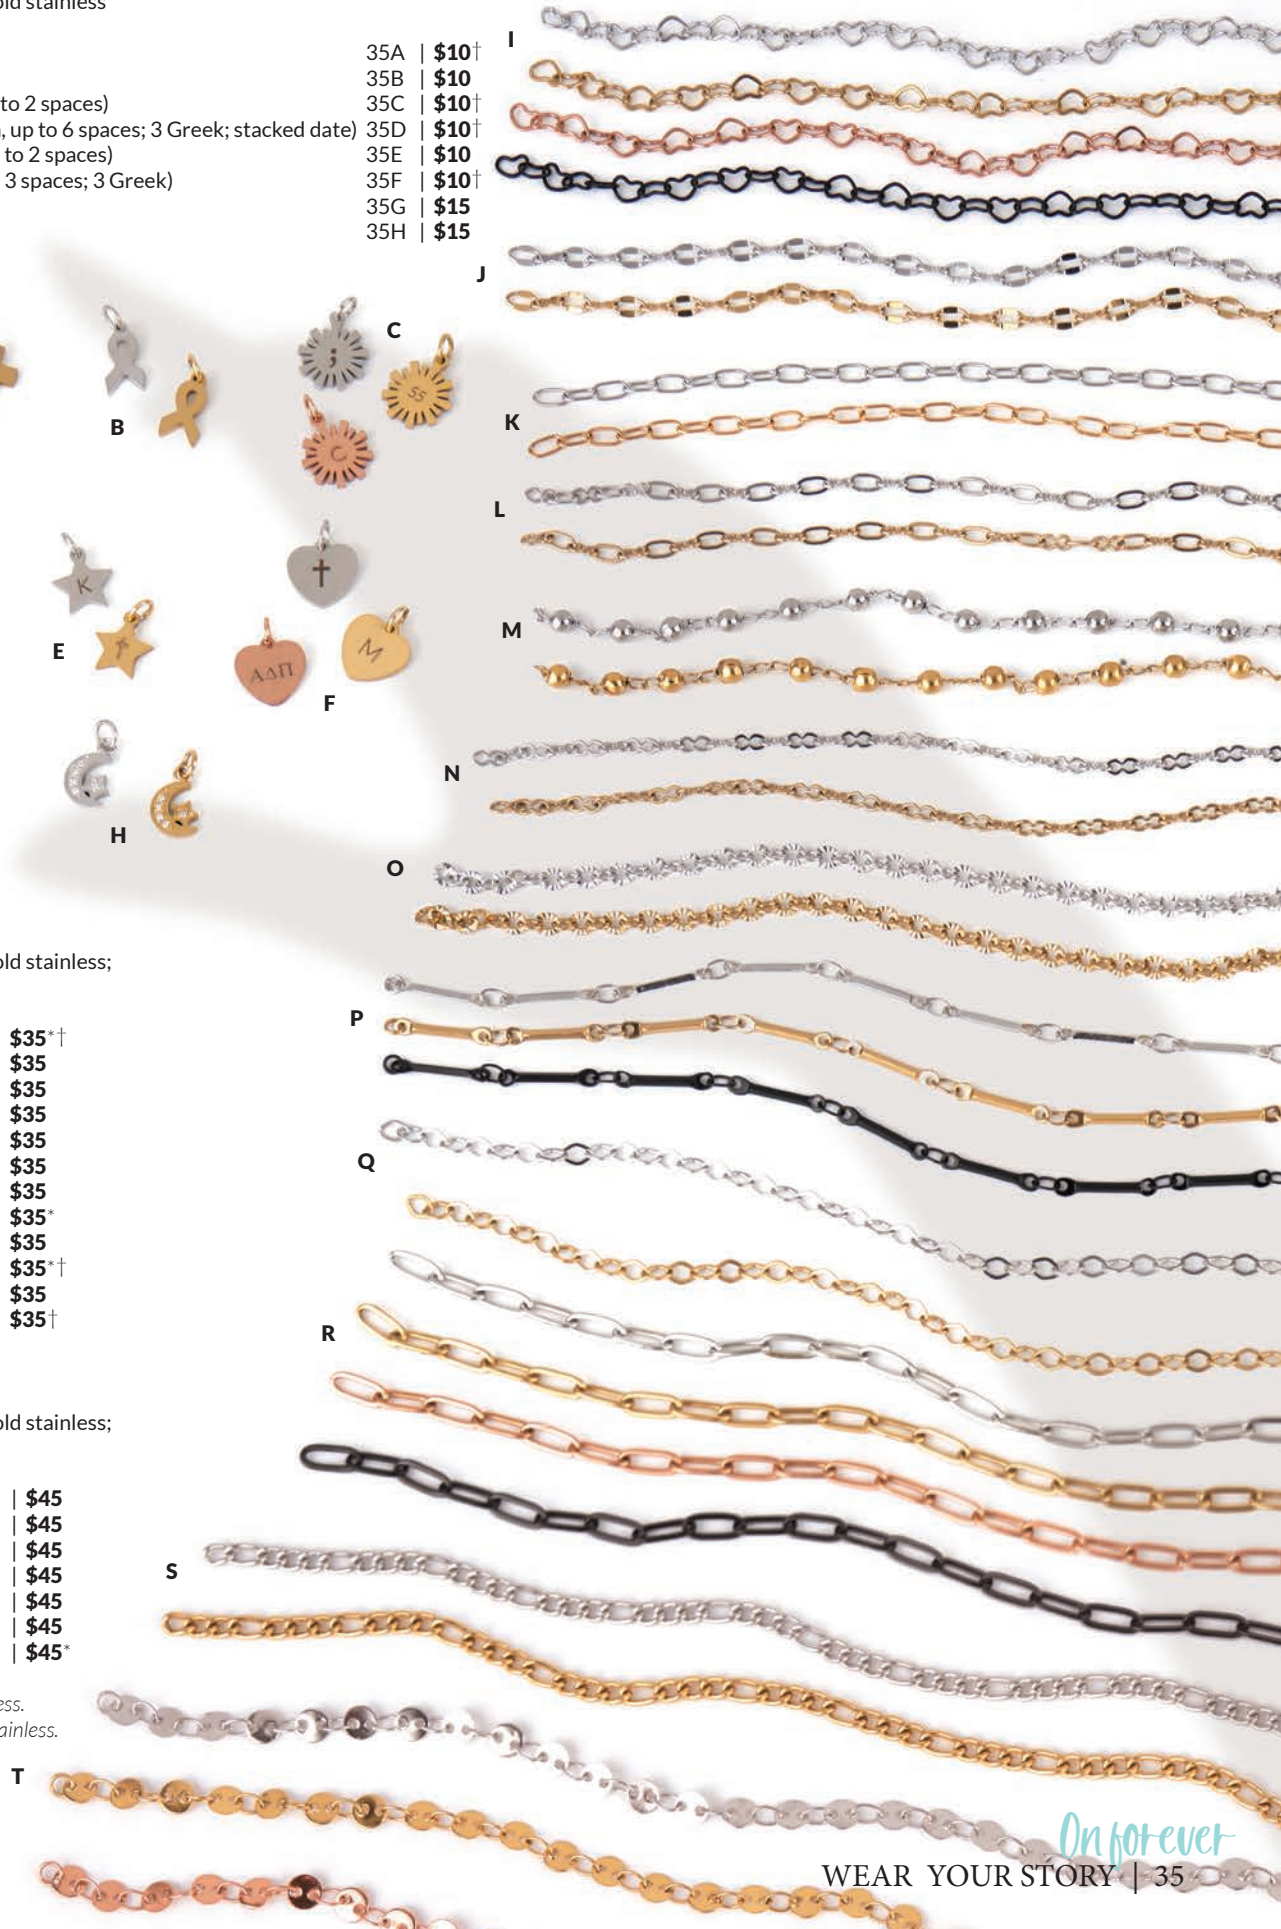 old stainless
35A | $10†
35B | $10
to 2 spaces) 35C | $10†
, up to 6 spaces; 3 Greek; stacked date) 35D | $10†
to 2 spaces) 35E | $10
3 spaces; 3 Greek) 35F | $10†
35G | $15
35H | $15
I
J
C
;
55
C
B
K
L
K
†
E
†
F
ΑΔΠ
M
M
H
N
O
old stainless;
P
$35*†
$35
$35
$35
$35
$35
$35
$35*
$35
$35*†
$35
$35†
Q
R
old stainless;
| $45
| $45
| $45
| $45
| $45
| $45
| $45*
S
ess.
ainless.
T
On forever
WEAR YOUR STORY | 35